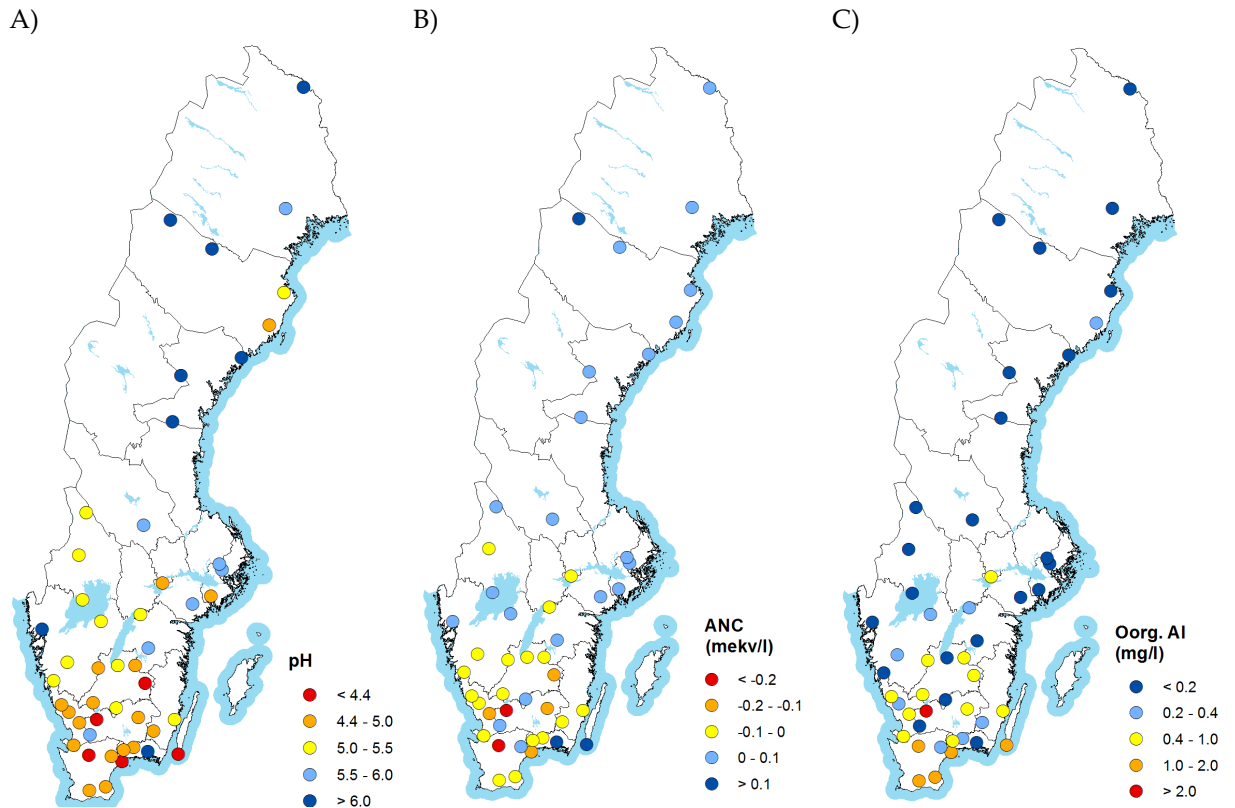 A)
B)
C)
pH
< 4.4
4.4 - 5.0
5.0 - 5.5
5.5 - 6.0
> 6.0
ANC
(mekv/l)
< -0.2
-0.2 - -0.1
-0.1 - 0
0 - 0.1
> 0.1
Oorg. Al
(mg/l)
< 0.2
0.2 - 0.4
0.4 - 1.0
1.0 - 2.0
> 2.0